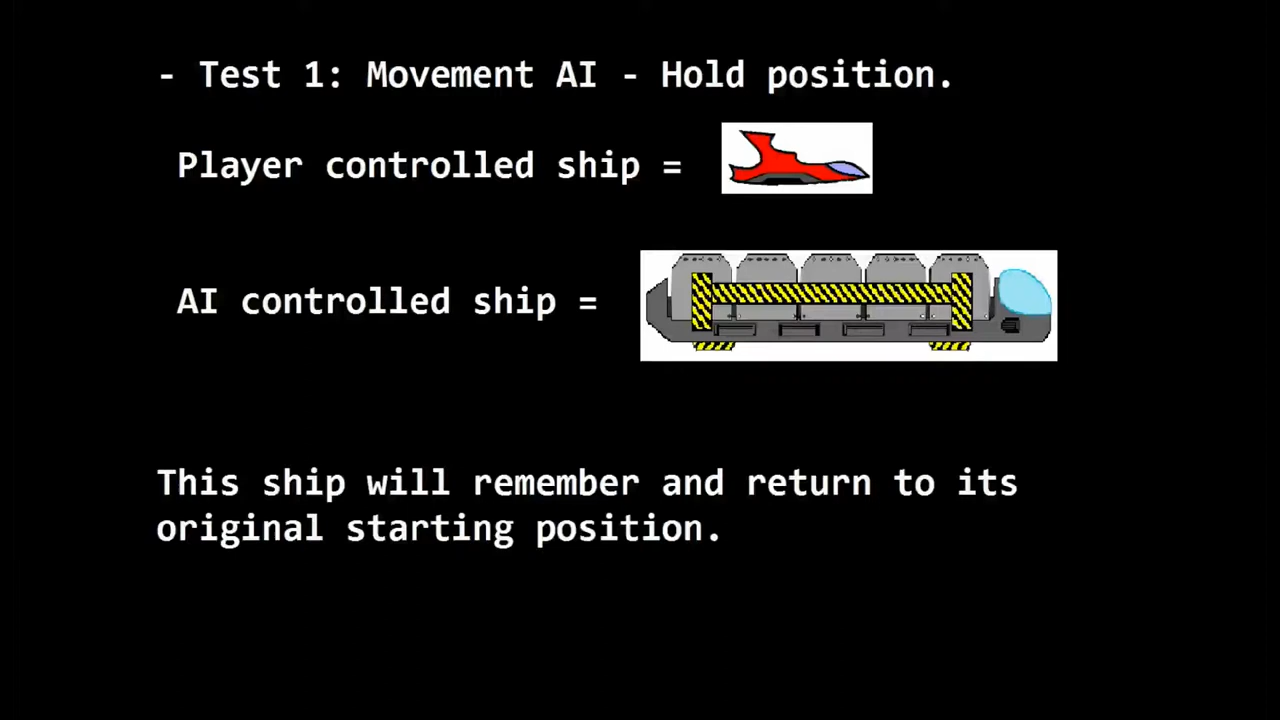 - Test 1: Movement AI - Hold position.
Player controlled ship =
AI controlled ship =
This ship will remember and return to its
original starting position.